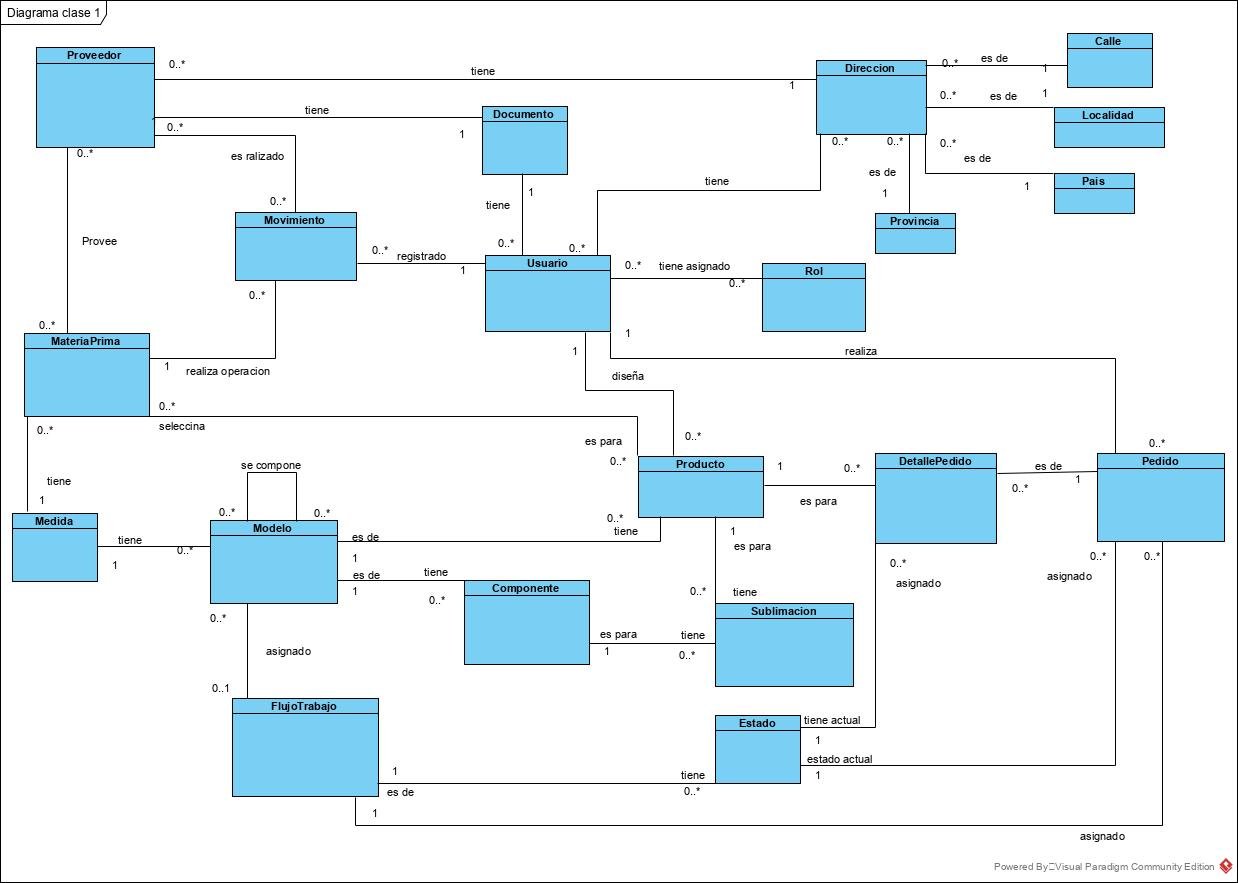 Diagrama clase 1
Proveedor
0..*
tiene
1
Direccion
0..*
es de
1
Calle
0..*
es de
1
Localidad
0..*
es de
1
Pais
tiene
1
Documento
0..*
es ralizado
0..*
0..*
0..*
0..*
es de
1
Provincia
tiene
1
tiene
0..*
0..*
Movimiento
0..*
registrado
1
Usuario
0..*
tiene asignado
0..*
Rol
Provee
0..*
0..*
MateriaPrima
1
realiza operacion
1
diseña
1
realiza
0..*
0..*
seleccina
es para
0..*
0..*
Producto
1
0..*
es para
DetallePedido
es de
0..*
1
Pedido
0..*
tiene
1
Medida
tiene
1
0..*
se compone
0..*
0..*
Modelo
es de
1
0..*
tiene
es de
1
tiene
0..*
Componente
1
es para
0..*
tiene
Sublimacion
es para
1
tiene
0..*
0..*
asignado
0..*
asignado
0..*
0..*
asignado
0..1
FlujoTrabajo
Estado
tiene actual
1
estado actual
1
1
es de
tiene
0..*
1
asignado
Powered By Visual Paradigm Community Edition